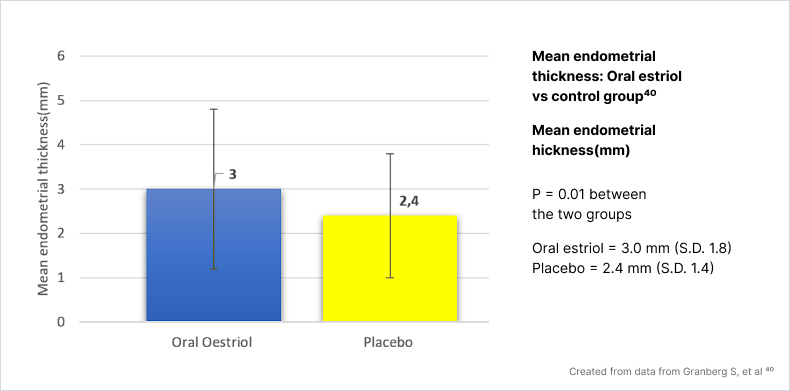 6
5
4
3
2
1
0
Mean endometrial thickness(mm)
3
2,4
Oral Oestriol
Placebo
Mean endometrial
thickness: Oral estriol
vs control group⁴⁰
Mean endometrial
hickness(mm)
P = 0.01 between
the two groups
Oral estriol = 3.0 mm (S.D. 1.8)
Placebo = 2.4 mm (S.D. 1.4)
Created from data from Granberg S, et al ⁴⁰